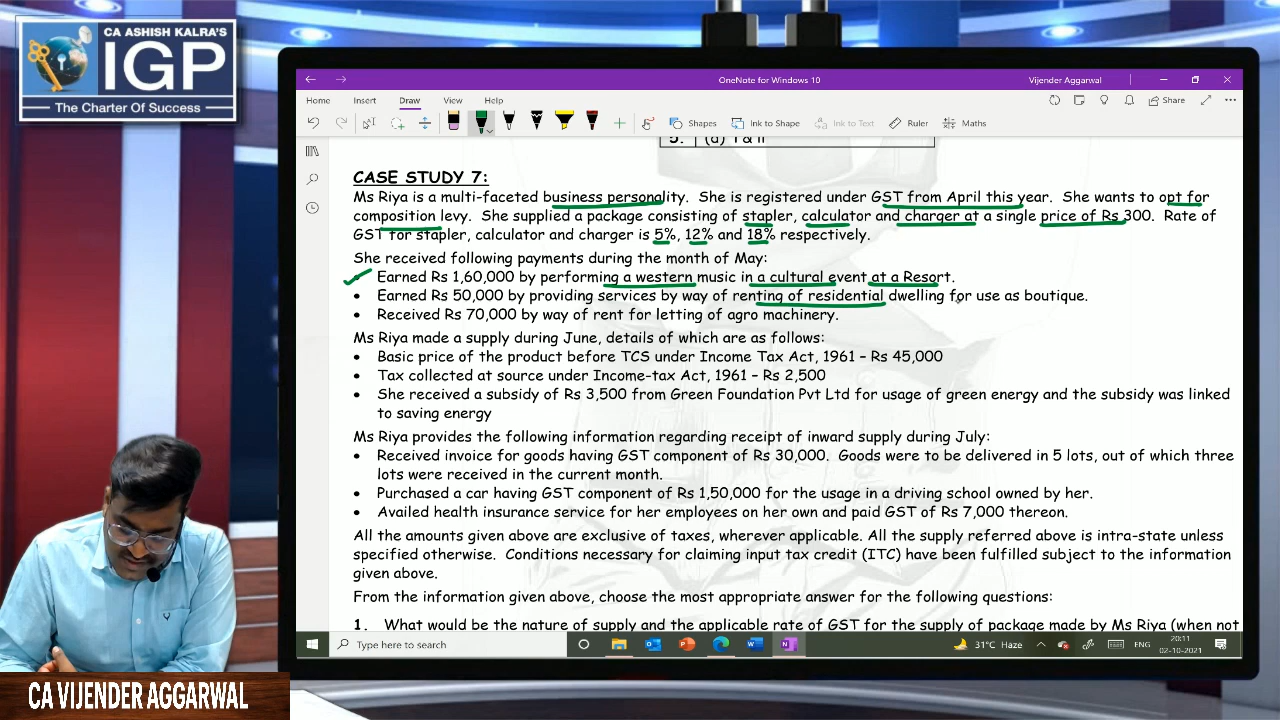 CA ASHISH KALRA'S
IGP
The Charter Of Success
OneNote for Windows 10
Vijender Aggarwal
Home Insert Draw View Help
Share
Shapes Ink to Shape Ink to Text Ruler Maths
5. (d) I & II
CASE STUDY 7:
Ms Riya is a multi-faceted business personality. She is registered under GST from April this year. She wants to opt for
composition levy. She supplied a package consisting of stapler, calculator and charger at a single price of Rs 300. Rate of
GST for stapler, calculator and charger is 5%, 12% and 18% respectively.
She received following payments during the month of May:
Earned Rs 1,60,000 by performing a western music in a cultural event at a Resort.
• Earned Rs 50,000 by providing services by way of renting of residential dwelling for use as boutique.
• Received Rs 70,000 by way of rent for letting of agro machinery.
Ms Riya made a supply during June, details of which are as follows:
• Basic price of the product before TCS under Income Tax Act, 1961 – Rs 45,000
• Tax collected at source under Income-tax Act, 1961 – Rs 2,500
• She received a subsidy of Rs 3,500 from Green Foundation Pvt Ltd for usage of green energy and the subsidy was linked
to saving energy
Ms Riya provides the following information regarding receipt of inward supply during July:
• Received invoice for goods having GST component of Rs 30,000. Goods were to be delivered in 5 lots, out of which three
lots were received in the current month.
• Purchased a car having GST component of Rs 1,50,000 for the usage in a driving school owned by her.
• Availed health insurance service for her employees on her own and paid GST of Rs 7,000 thereon.
All the amounts given above are exclusive of taxes, wherever applicable. All the supply referred above is intra-state unless
specified otherwise. Conditions necessary for claiming input tax credit (ITC) have been fulfilled subject to the information
given above.
From the information given above, choose the most appropriate answer for the following questions:
1. What would be the nature of supply and the applicable rate of GST for the supply of package made by Ms Riya (when not
Type here to search
31°C Haze
ENG
20:11
02-10-2021
CA VIJENDER AGGARWAL